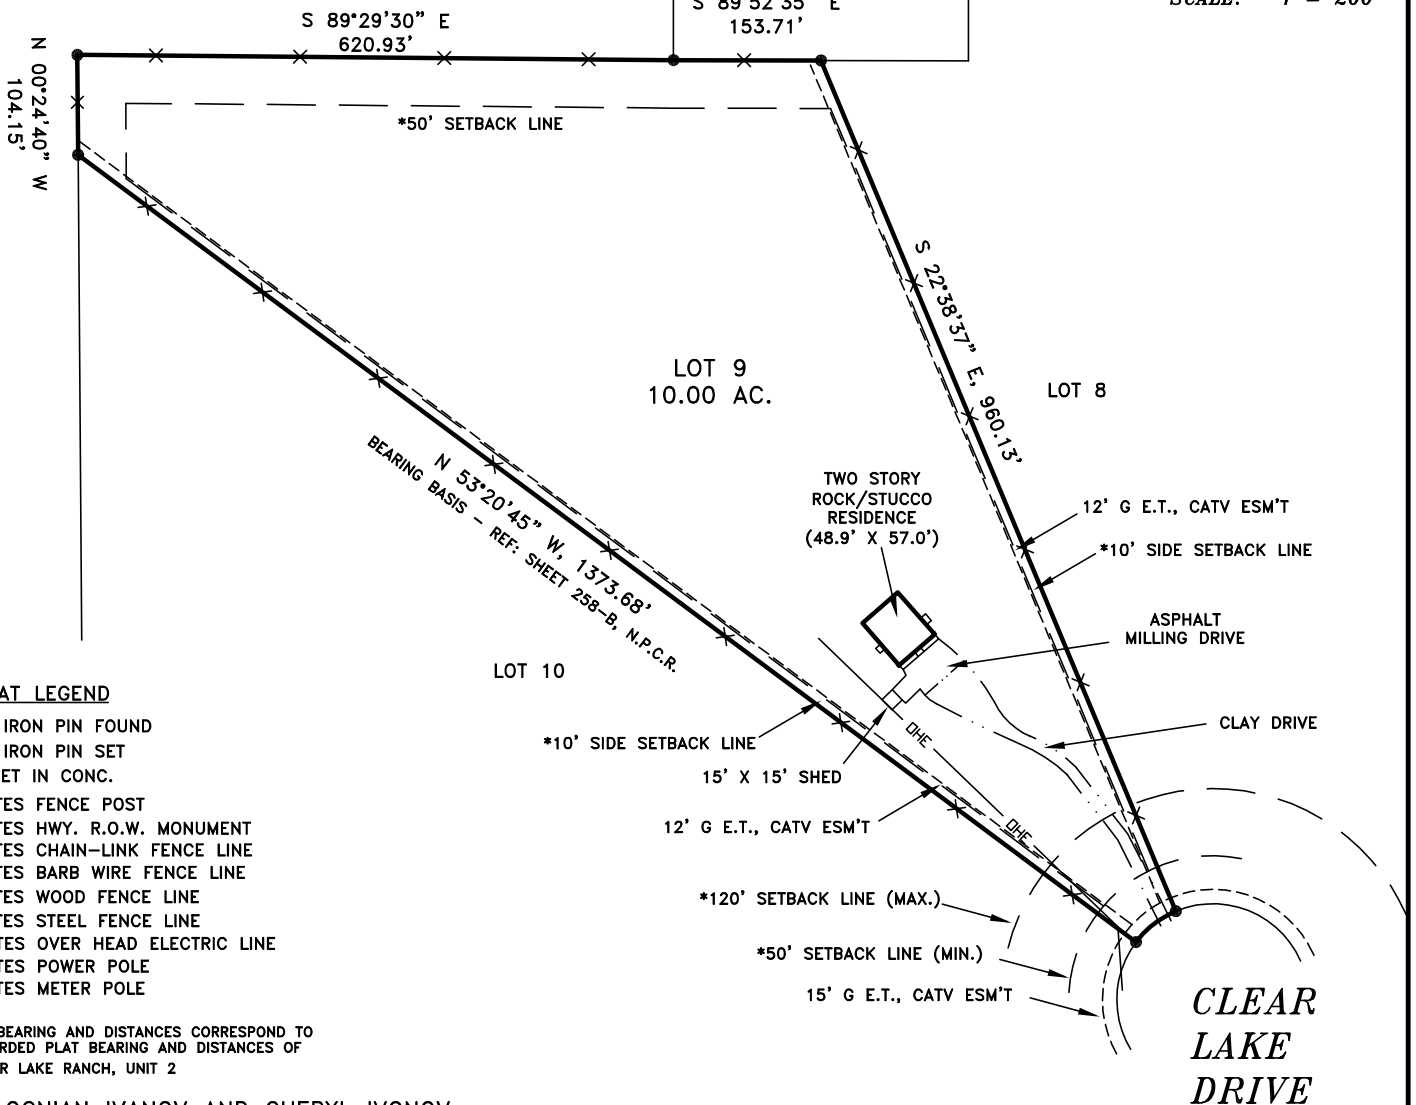 S 89°29'30" E
620.93'
S 89°52'35" E
153.71'
SCALE: 1" = 200'
N 00°24'40" W
104.15'
*50' SETBACK LINE
S 22°38'37" E, 960.13'
LOT 9
10.00 AC.
LOT 8
N 53°20'45" W, 1373.68'
BEARING BASIS – REF: SHEET 258–B, N.P.C.R.
TWO STORY
ROCK/STUCCO
RESIDENCE
(48.9' X 57.0')
12' G E.T., CATV ESM'T
*10' SIDE SETBACK LINE
ASPHALT
MILLING DRIVE
LOT 10
CLAY DRIVE
OHE
*10' SIDE SETBACK LINE
15' X 15' SHED
12' G E.T., CATV ESM'T
OHE
*120' SETBACK LINE (MAX.)
*50' SETBACK LINE (MIN.)
15' G E.T., CATV ESM'T
CLEAR
LAKE
DRIVE
AT LEGEND
IRON PIN FOUND
IRON PIN SET
ET IN CONC.
TES FENCE POST
TES HWY. R.O.W. MONUMENT
TES CHAIN–LINK FENCE LINE
TES BARB WIRE FENCE LINE
TES WOOD FENCE LINE
TES STEEL FENCE LINE
TES OVER HEAD ELECTRIC LINE
TES POWER POLE
TES METER POLE
BEARING AND DISTANCES CORRESPOND TO
RDED PLAT BEARING AND DISTANCES OF
R LAKE RANCH, UNIT 2
IVANOV AND CHERYL IVONOV